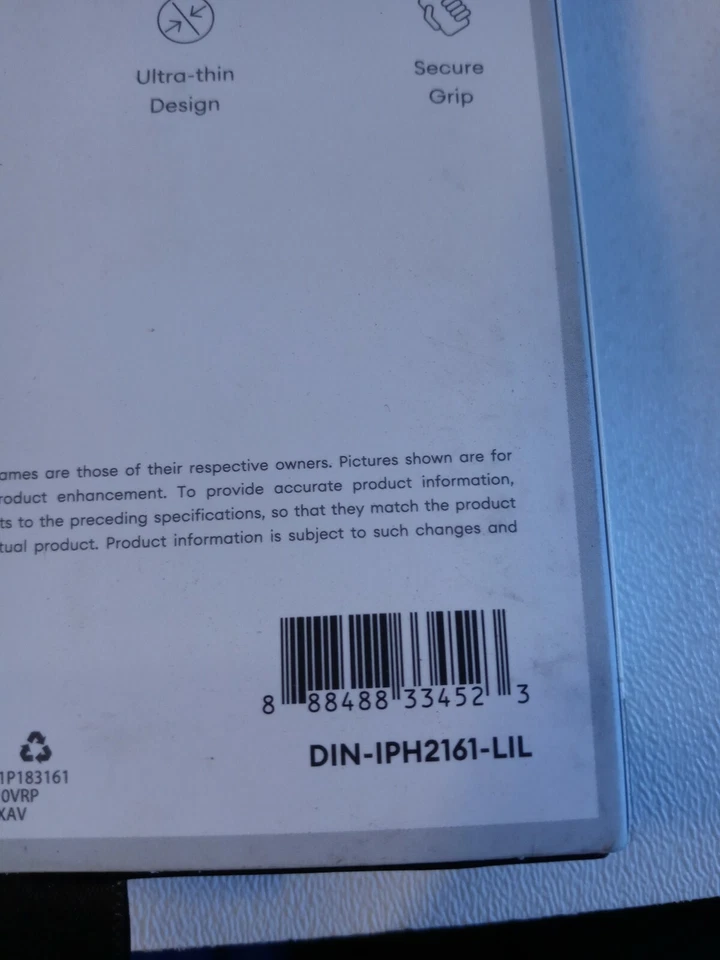 Ultra-thin
Design
Secure
Grip
ames are those of their respective owners. Pictures shown are for
roduct enhancement. To provide accurate product information,
ts to the preceding specifications, so that they match the product
tual product. Product information is subject to such changes and
8 88488 33452 3
DIN-IPH2161-LIL
1P183161
0VRP
XAV